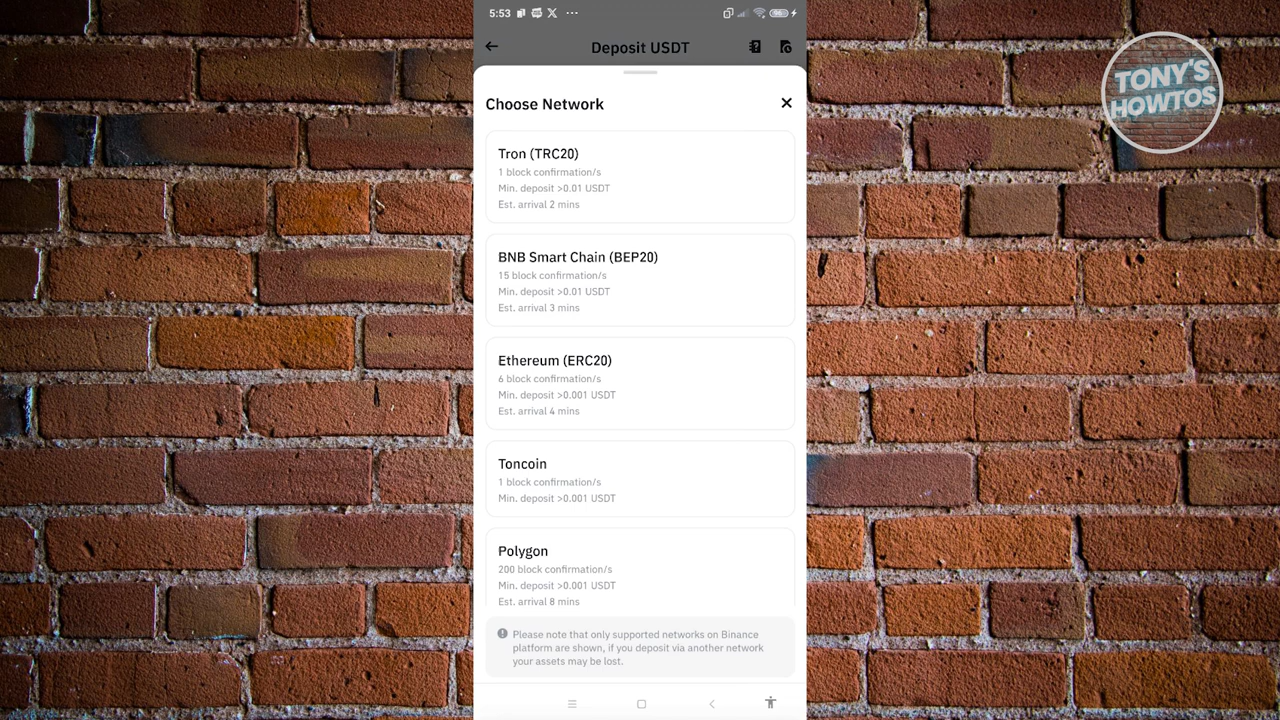 5:53
Deposit USDT
TONY'S
HOWTOS
Choose Network
Tron (TRC20)
1 block confirmation/s
Min. deposit >0.01 USDT
Est. arrival 2 mins
BNB Smart Chain (BEP20)
15 block confirmation/s
Min. deposit >0.01 USDT
Est. arrival 3 mins
Ethereum (ERC20)
6 block confirmation/s
Min. deposit >0.001 USDT
Est. arrival 4 mins
Toncoin
1 block confirmation/s
Min. deposit >0.001 USDT
Polygon
200 block confirmation/s
Min. deposit >0.001 USDT
Est. arrival 8 mins
Please note that only supported networks on Binance
platform are shown, if you deposit via another network
your assets may be lost.